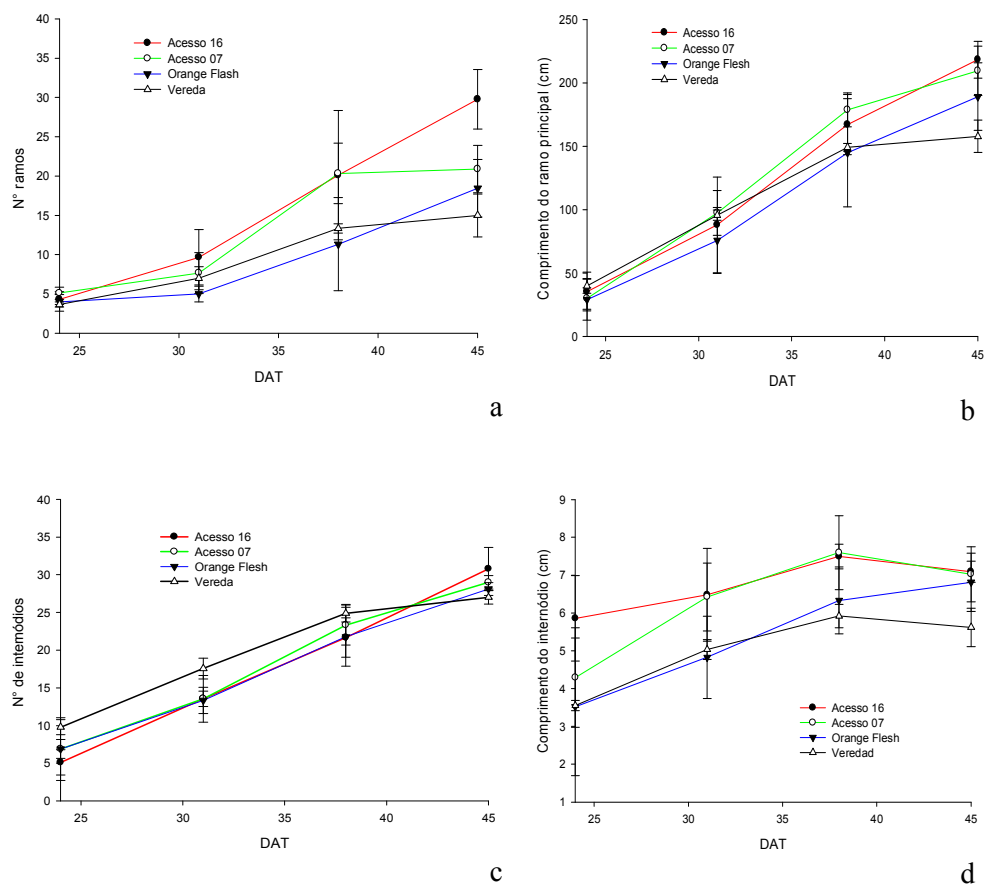 40
35
30
25
20
15
10
5
0
N° ramos
Acesso 16
Acesso 07
Orange Flash
Vereda
25 30 35 40 45
DAT
a
250
200
150
100
50
0
Comprimento do ramo principal (cm)
Acesso 16
Acesso 07
Orange Flesh
Vereda
25 30 35 40 45
DAT
b
40
35
30
25
20
15
10
5
0
N° de internódios
Acesso 16
Acesso 07
Orange Flesh
Vereda
25 30 35 40 45
DAT
c
9
8
7
6
5
4
3
2
1
Comprimento do internódio (cm)
Acesso 16
Acesso 07
Orange Flesh
Veredad
25 30 35 40 45
DAT
d